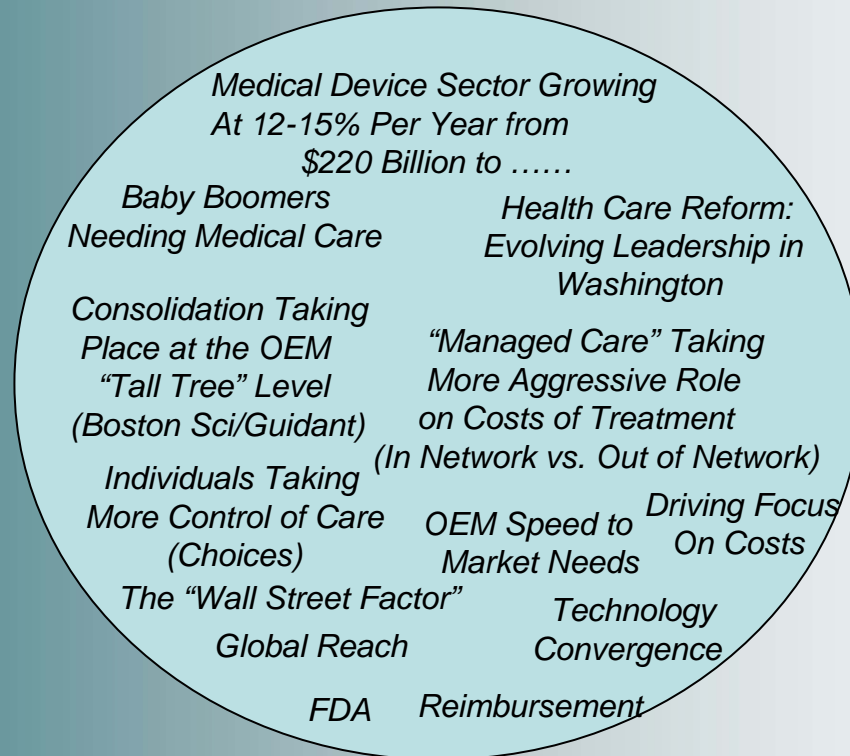 Medical Device Sector Growing
At 12-15% Per Year from
$220 Billion to ……
Baby Boomers
Needing Medical Care
Health Care Reform:
Evolving Leadership in
Washington
Consolidation Taking
Place at the OEM
“Tall Tree” Level
(Boston Sci/Guidant)
“Managed Care” Taking
More Aggressive Role
on Costs of Treatment
(In Network vs. Out of Network)
Individuals Taking
More Control of Care
(Choices)
OEM Speed to
Market Needs
Driving Focus
On Costs
The “Wall Street Factor”
Technology
Convergence
Global Reach
FDA
Reimbursement